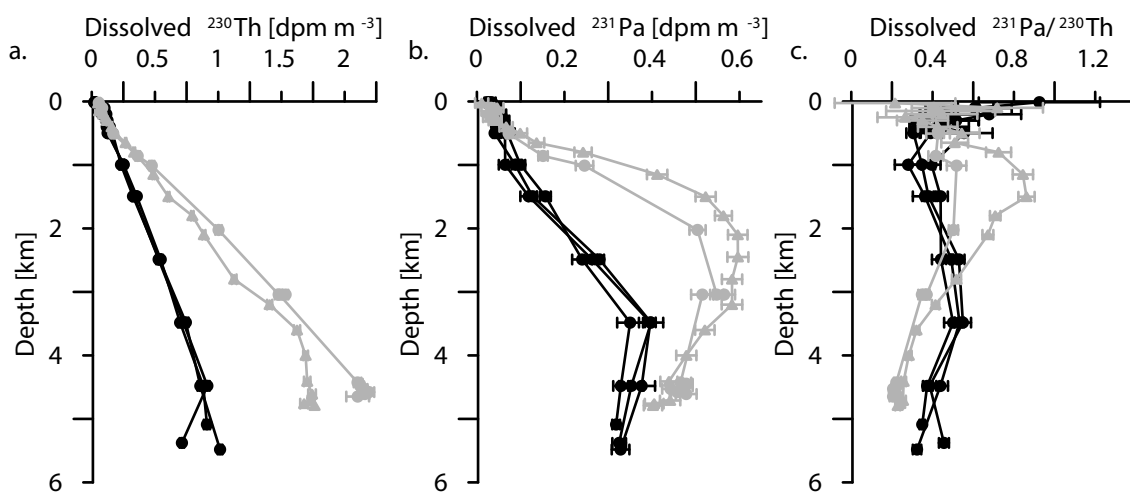 a.
Dissolved ²³⁰Th [dpm m ⁻³]
0 0.5 1 1.5 2
Depth [km]
0
2
4
6
b.
Dissolved ²³¹Pa [dpm m ⁻³]
0 0.2 0.4 0.6
Depth [km]
0
2
4
6
c.
Dissolved ²³¹Pa/²³⁰Th
0 0.4 0.8 1.2
Depth [km]
0
2
4
6